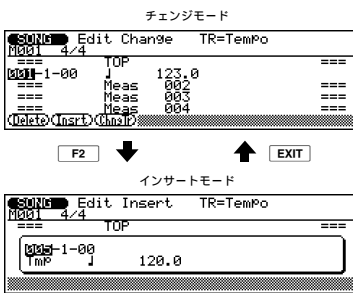 チェンジモード
SONG Edit Change TR=Tempo
M001 4/4
=== TOP ===
001-1-00 ♩ 123.0
=== Meas 002 ===
=== Meas 003 ===
=== Meas 004 ===
Delete Insrt ChngTr
F2 EXIT
インサートモード
SONG Edit Insert TR=Tempo
M001 4/4
=== TOP ===
005-1-00
Tmp ♩ 120.0